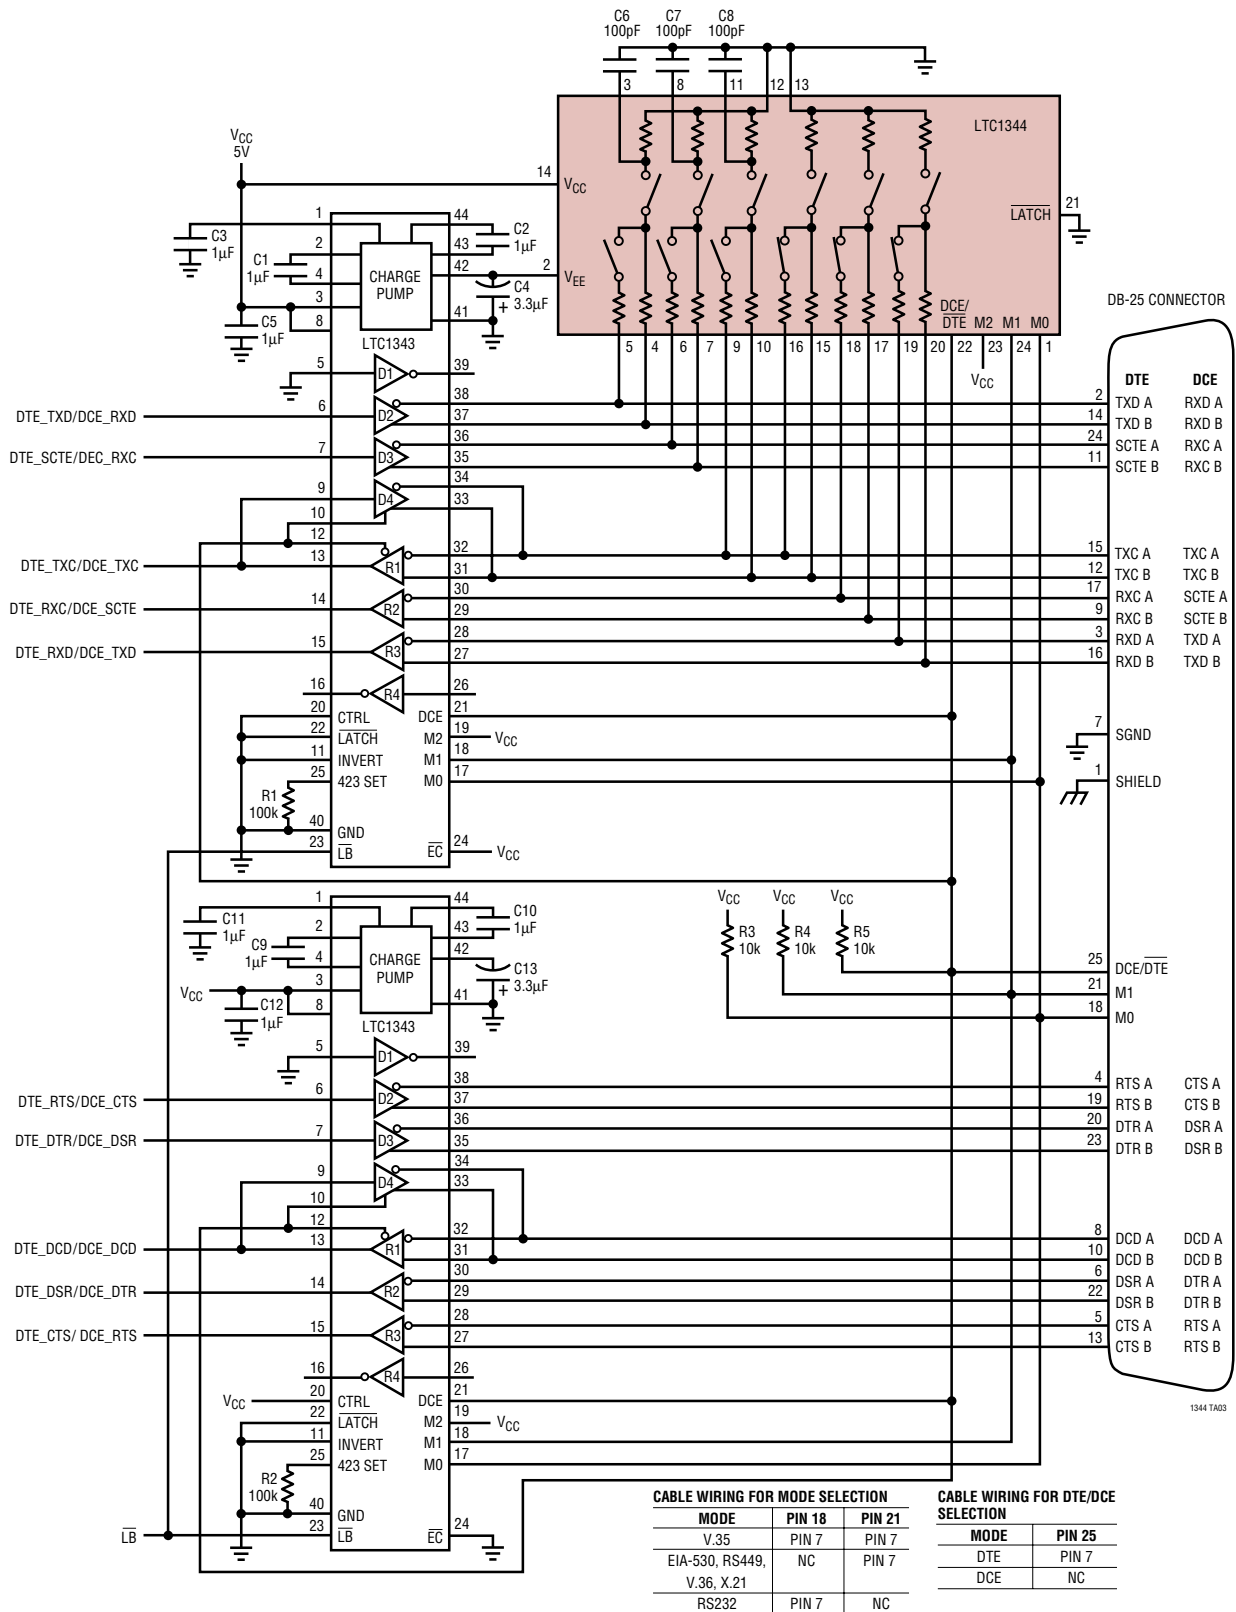 C6
100pF
C7
100pF
C8
100pF
3
8
11
12
13
LTC1344
VCC
5V
14
VCC
LATCH
21
1
44
C3
1µF
2
43
C2
1µF
C1
1µF
4
CHARGE
PUMP
42
2
VEE
C4
3.3µF
+
3
8
41
C5
1µF
LTC1343
DCE/
DTE
M2
M1
M0
5
4
6
7
9
10
16
15
18
17
19
20
22
23
24
1
VCC
DB-25 CONNECTOR
DTE
DCE
5
D1
39
DTE_TXD/DCE_RXD
6
D2
38
37
2
TXD A
RXD A
14
TXD B
RXD B
DTE_SCTE/DEC_RXC
7
D3
36
35
24
SCTE A
RXC A
11
SCTE B
RXC B
9
D4
34
33
10
12
DTE_TXC/DCE_TXC
13
R1
32
31
15
TXC A
TXC A
12
TXC B
TXC B
DTE_RXC/DCE_SCTE
14
R2
30
29
17
RXC A
SCTE A
9
RXC B
SCTE B
DTE_RXD/DCE_TXD
15
R3
28
27
3
RXD A
TXD A
16
RXD B
TXD B
16
R4
26
20
CTRL
DCE
21
22
LATCH
M2
19
VCC
11
INVERT
M1
18
25
423 SET
M0
17
R1
100k
40
GND
23
LB
EC
24
VCC
7
SGND
1
SHIELD
1
44
C11
1µF
2
43
C10
1µF
C9
1µF
4
CHARGE
PUMP
42
C13
3.3µF
+
VCC
3
8
41
C12
1µF
LTC1343
VCC
VCC
VCC
R3
10k
R4
10k
R5
10k
25
DCE/DTE
21
M1
18
M0
5
D1
39
DTE_RTS/DCE_CTS
6
D2
38
37
4
RTS A
CTS A
19
RTS B
CTS B
DTE_DTR/DCE_DSR
7
D3
36
35
20
DTR A
DSR A
23
DTR B
DSR B
9
D4
34
33
10
12
DTE_DCD/DCE_DCD
13
R1
32
31
8
DCD A
DCD A
10
DCD B
DCD B
DTE_DSR/DCE_DTR
14
R2
30
29
6
DSR A
DTR A
22
DSR B
DTR B
DTE_CTS/ DCE_RTS
15
R3
28
27
5
CTS A
RTS A
13
CTS B
RTS B
16
R4
26
VCC
20
CTRL
DCE
21
22
LATCH
M2
19
VCC
11
INVERT
M1
18
25
423 SET
M0
17
R2
100k
40
GND
LB
23
LB
EC
24
1344 TA03
CABLE WIRING FOR MODE SELECTION
MODE PIN 18 PIN 21
V.35 PIN 7 PIN 7
EIA-530, RS449, NC PIN 7
V.36, X.21
RS232 PIN 7 NC
CABLE WIRING FOR DTE/DCE
SELECTION
MODE PIN 25
DTE PIN 7
DCE NC